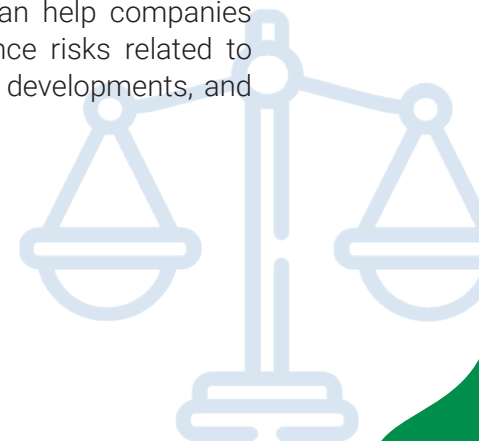 an help companies
nce risks related to
developments, and